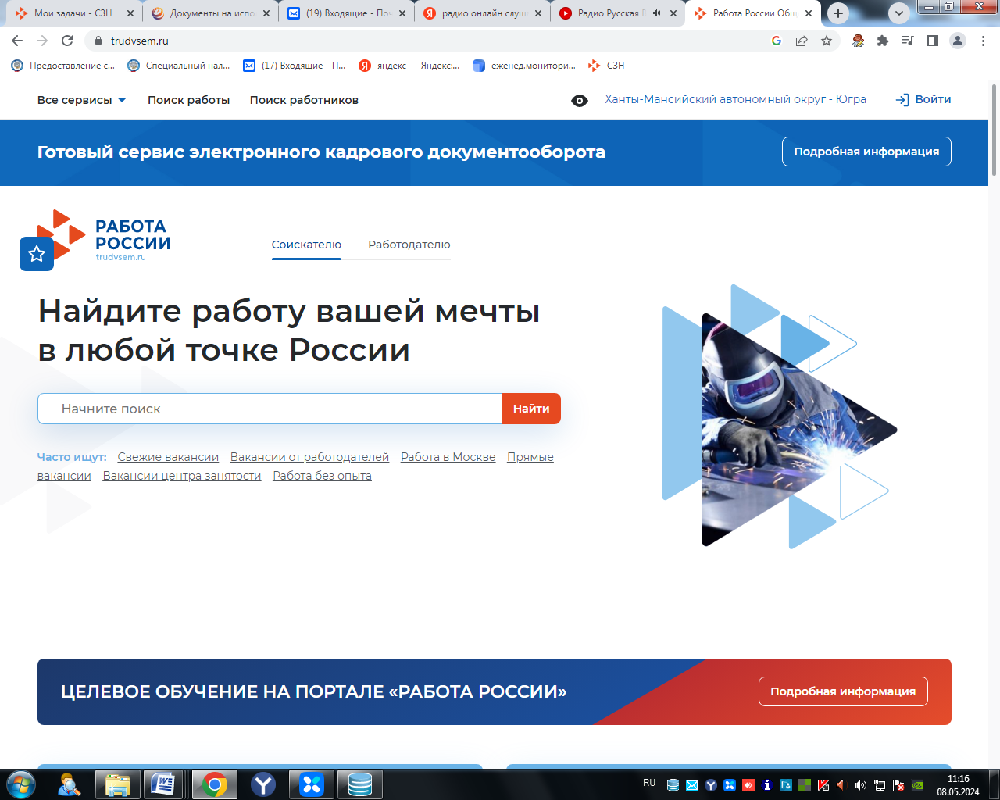 Мои задачи - СЗН
Документы на испо
(19) Входящие - По
радио онлайн слуш
Радио Русская
Работа России Общ
trudvsem.ru
Предоставление с...
Специальный нал...
(17) Входящие - П...
яндекс — Яндекс:...
еженед.монитори...
СЗН
Все сервисы
Поиск работы
Поиск работников
Ханты-Мансийский автономный округ - Югра
Войти
Готовый сервис электронного кадрового документооборота
Подробная информация
РАБОТА
РОССИИ
trudvsem.ru
Соискателю
Работодателю
Найдите работу вашей мечты
в любой точке России
Начните поиск
Найти
Часто ищут: Свежие вакансии Вакансии от работодателей Работа в Москве Прямые
вакансии Вакансии центра занятости Работа без опыта
ЦЕЛЕВОЕ ОБУЧЕНИЕ НА ПОРТАЛЕ «РАБОТА РОССИИ»
Подробная информация
RU
11:16
08.05.2024